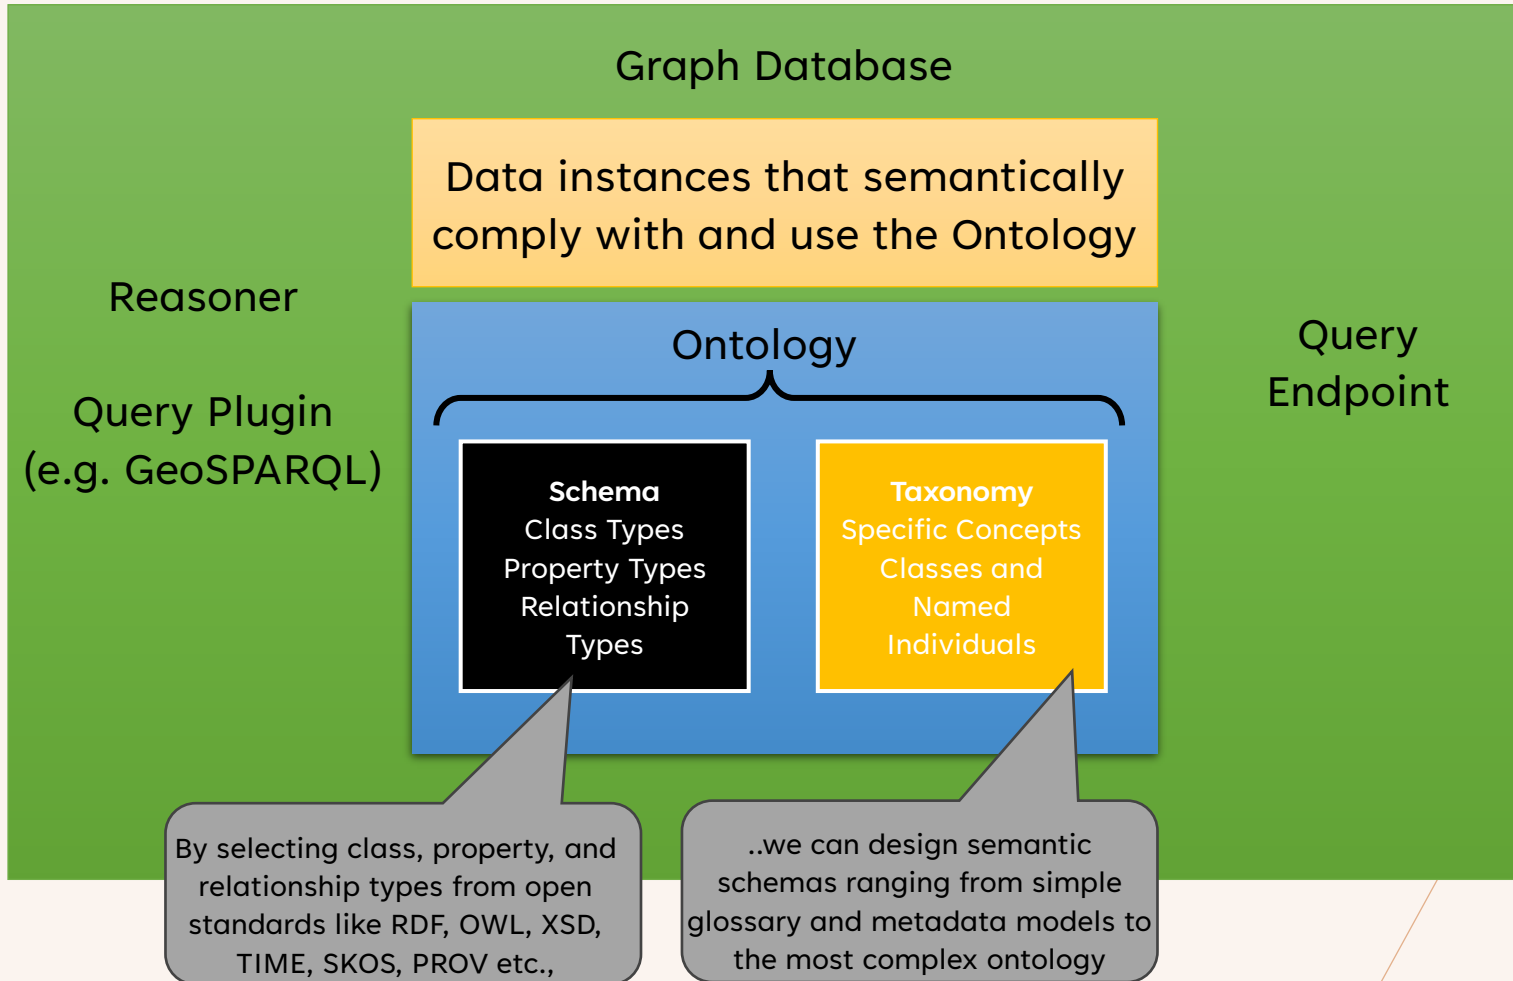 Graph Database
Data instances that semantically
comply with and use the Ontology
Reasoner
Query Plugin
(e.g. GeoSPARQL)
Ontology
Schema
Class Types
Property Types
Relationship
Types
Taxonomy
Specific Concepts
Classes and
Named
Individuals
Query
Endpoint
By selecting class, property, and
relationship types from open
standards like RDF, OWL, XSD,
TIME, SKOS, PROV etc.,
..we can design semantic
schemas ranging from simple
glossary and metadata models to
the most complex ontology